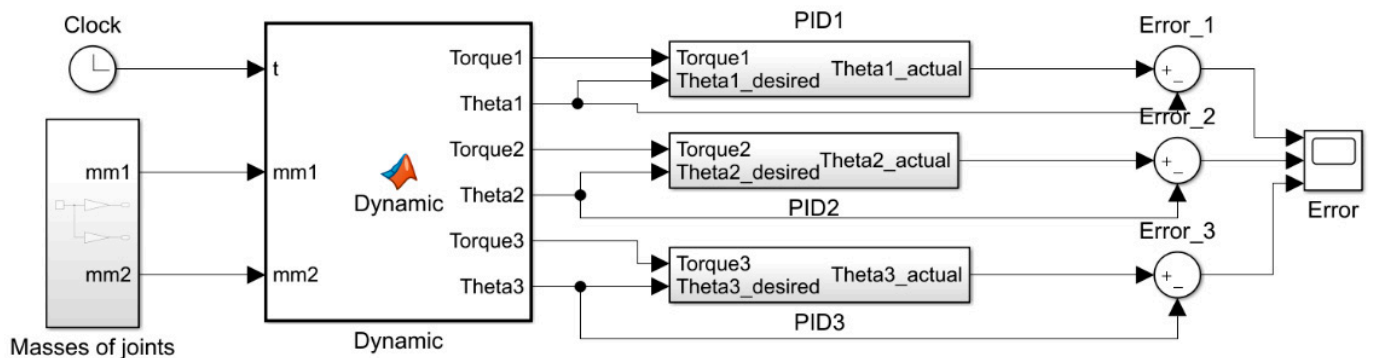 Clock
t
mm1
mm2
Masses of joints
mm1
mm2
Dynamic
Torque1
Theta1
Torque2
Theta2
Torque3
Theta3
Dynamic
PID1
Torque1
Theta1_desired
Theta1_actual
Torque2
Theta2_desired
Theta2_actual
PID2
Torque3
Theta3_desired
Theta3_actual
PID3
Error_1
+
_
Error_2
+
_
Error_3
+
_
Error